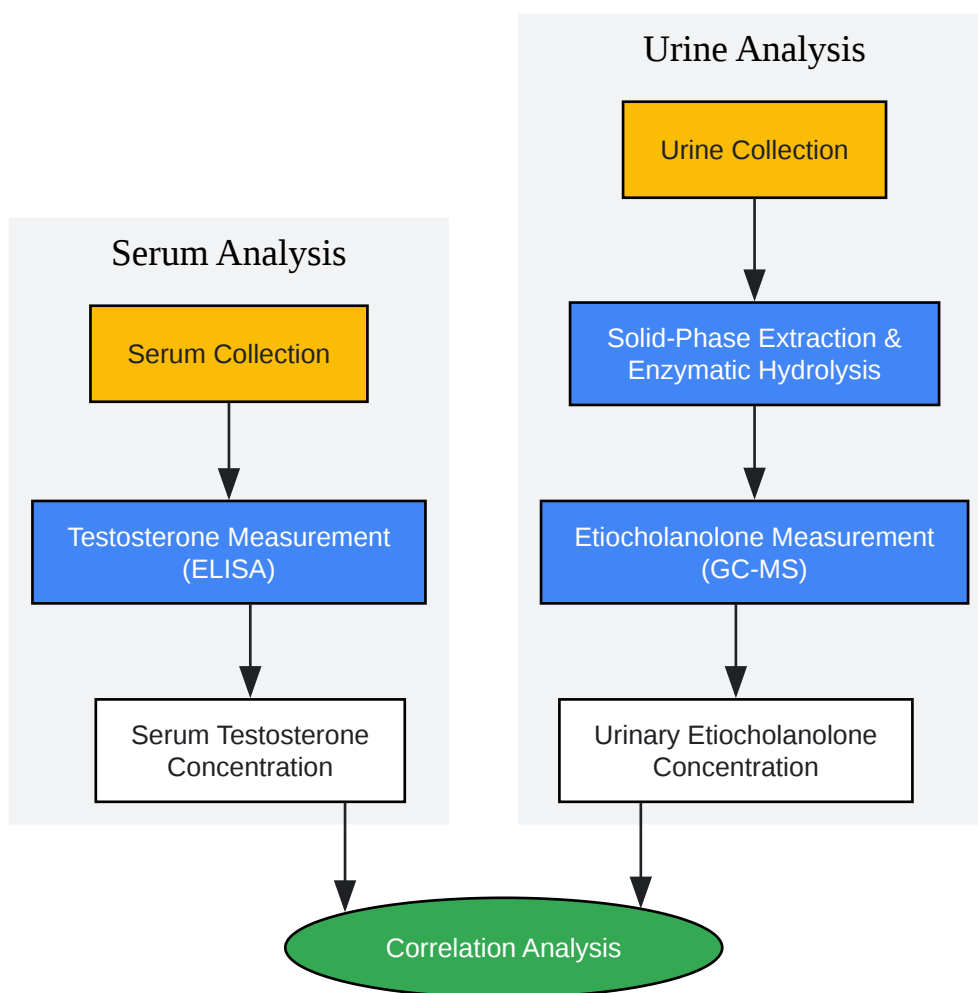 Serum Analysis
Serum Collection
Testosterone Measurement
(ELISA)
Serum Testosterone
Concentration
Urine Analysis
Urine Collection
Solid-Phase Extraction &
Enzymatic Hydrolysis
Etiocholanolone Measurement
(GC-MS)
Urinary Etiocholanolone
Concentration
Correlation Analysis